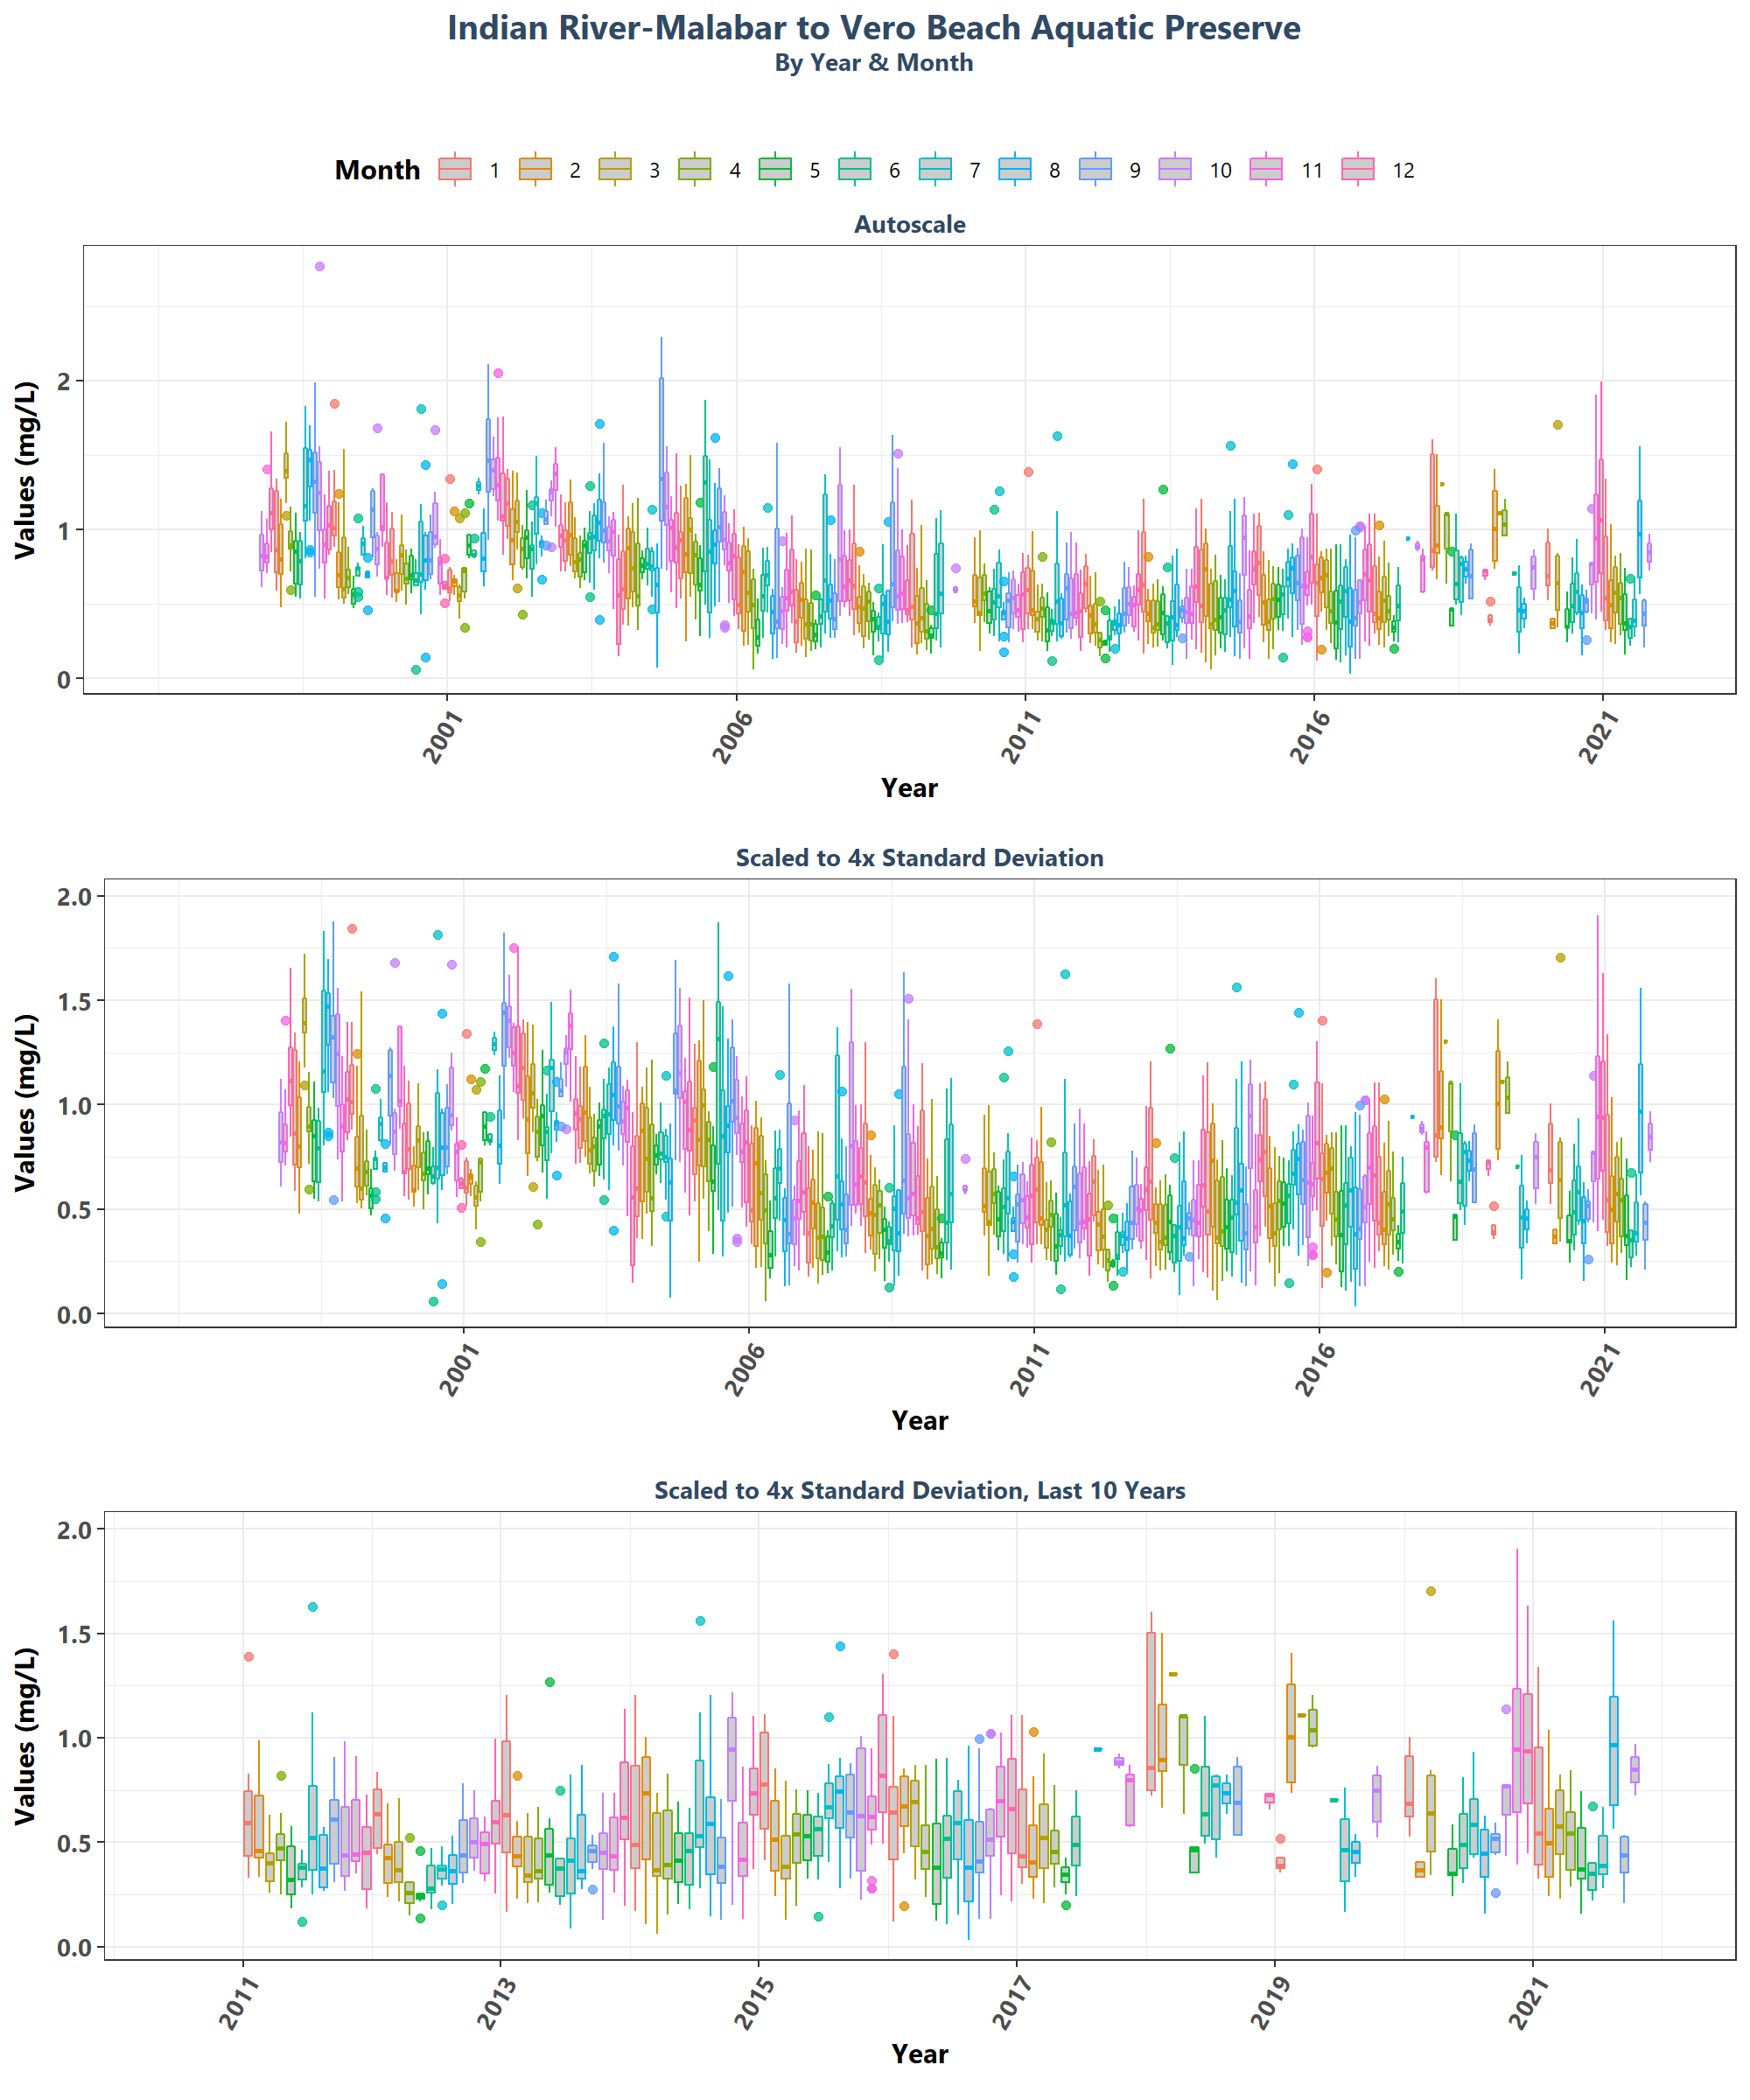 Indian River-Malabar to Vero Beach Aquatic Preserve
By Year & Month
Month 1 2 3 4 5 6 7 8 9 10 11 12
Autoscale
Values (mg/L)
2
1
0
2001 2006 2011 2016 2021
Year
Scaled to 4x Standard Deviation
Values (mg/L)
2.0
1.5
1.0
0.5
0.0
2001 2006 2011 2016 2021
Year
Scaled to 4x Standard Deviation, Last 10 Years
Values (mg/L)
2.0
1.5
1.0
0.5
0.0
2011 2013 2015 2017 2019 2021
Year